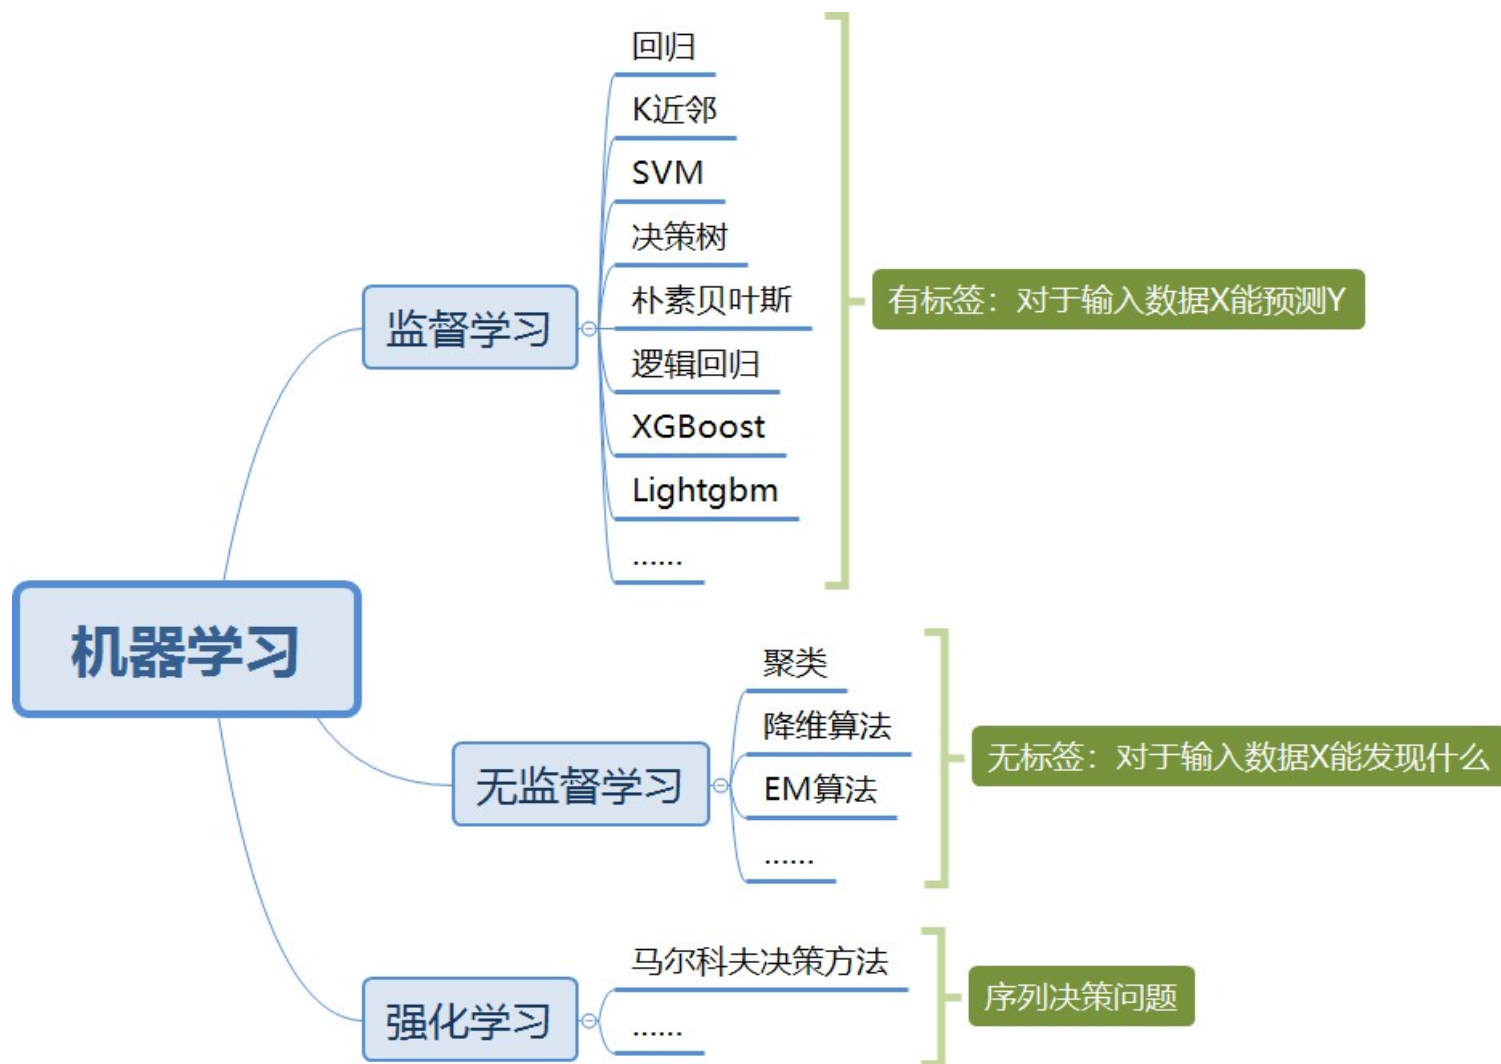 机器学习
监督学习
回归
K近邻
SVM
决策树
朴素贝叶斯
逻辑回归
XGBoost
Lightgbm
......
有标签：对于输入数据X能预测Y
无监督学习
聚类
降维算法
EM算法
......
无标签：对于输入数据X能发现什么
强化学习
马尔科夫决策方法
......
序列决策问题